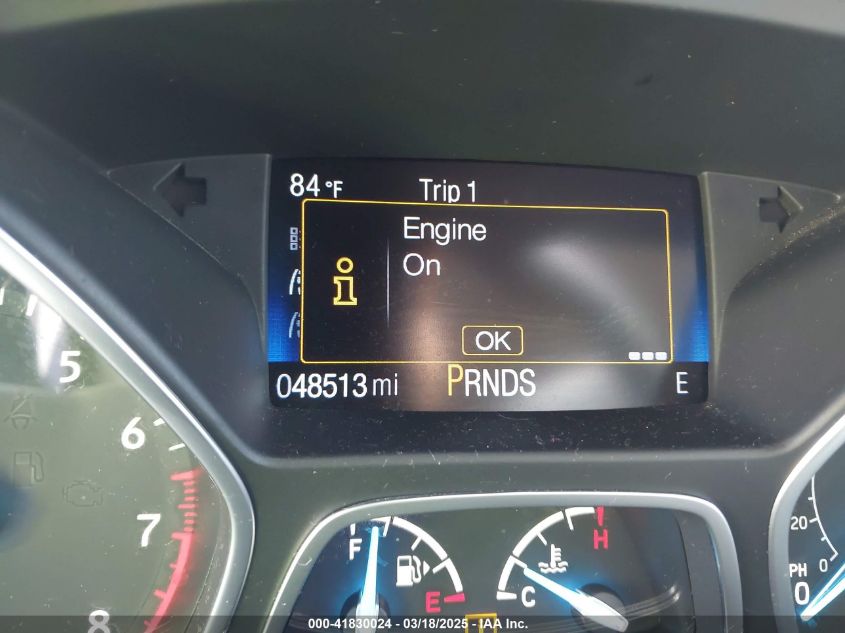 84 °F Trip 1
Engine
On
OK
048513 mi PRNDS E
5
6
7
8
F
E
H
C
20
0
PH
0
000-41830024 - 03/18/2025 - IAA Inc.